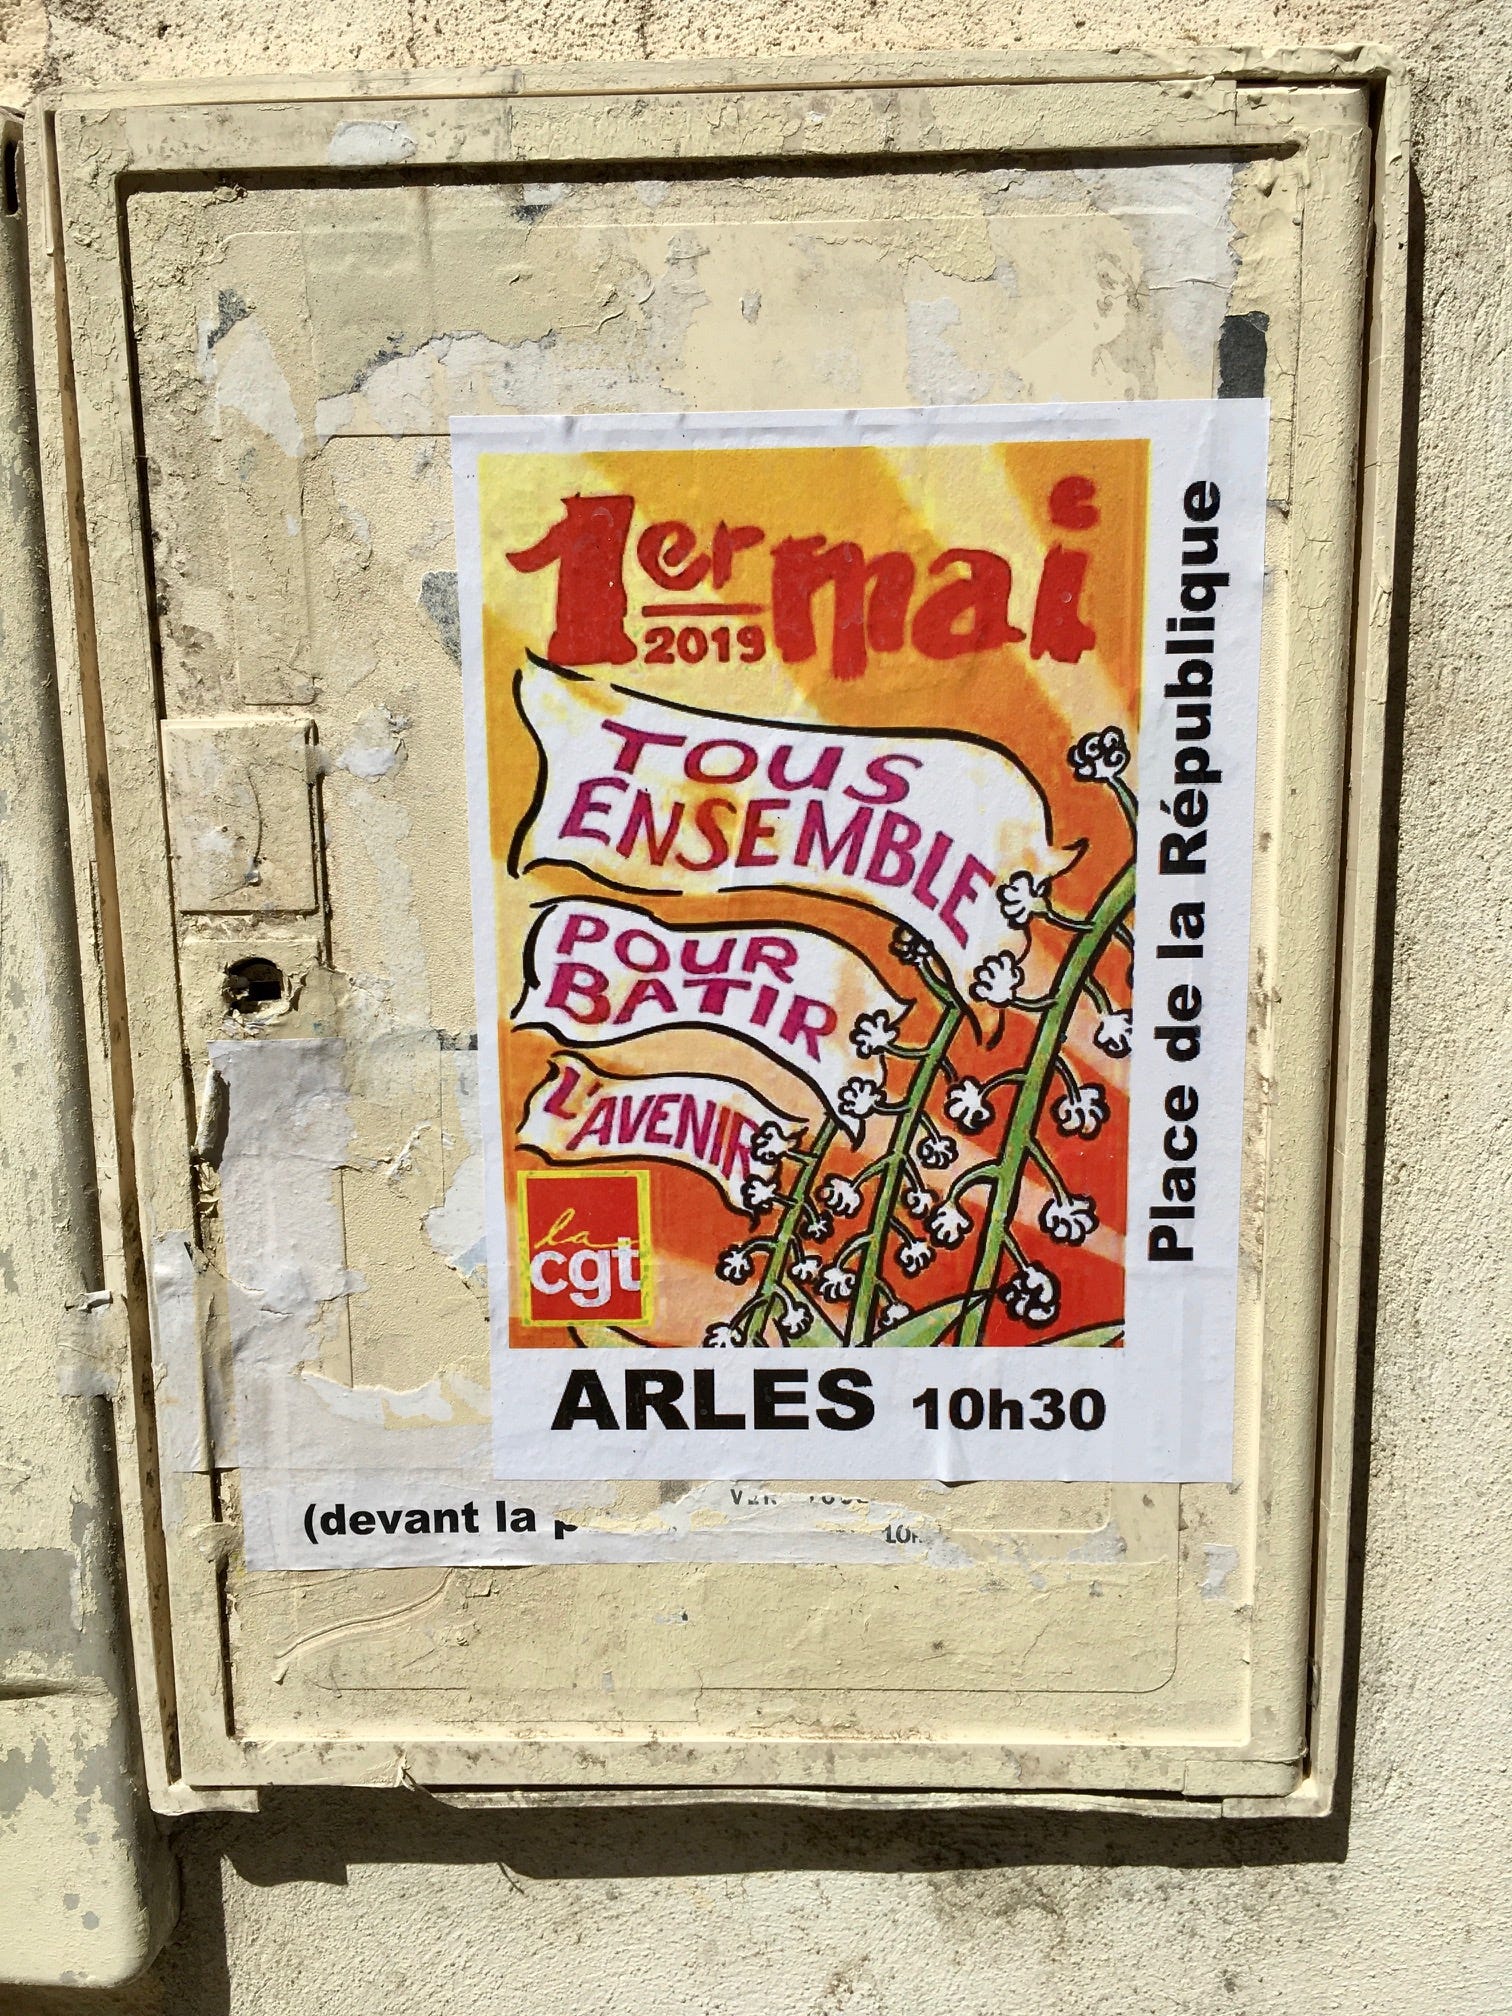 1er mai
2019
TOUS
ENSEMBLE
POUR
BATIR
L'AVENIR
la
cgt
Place de la République
ARLES 10h30
(devant la